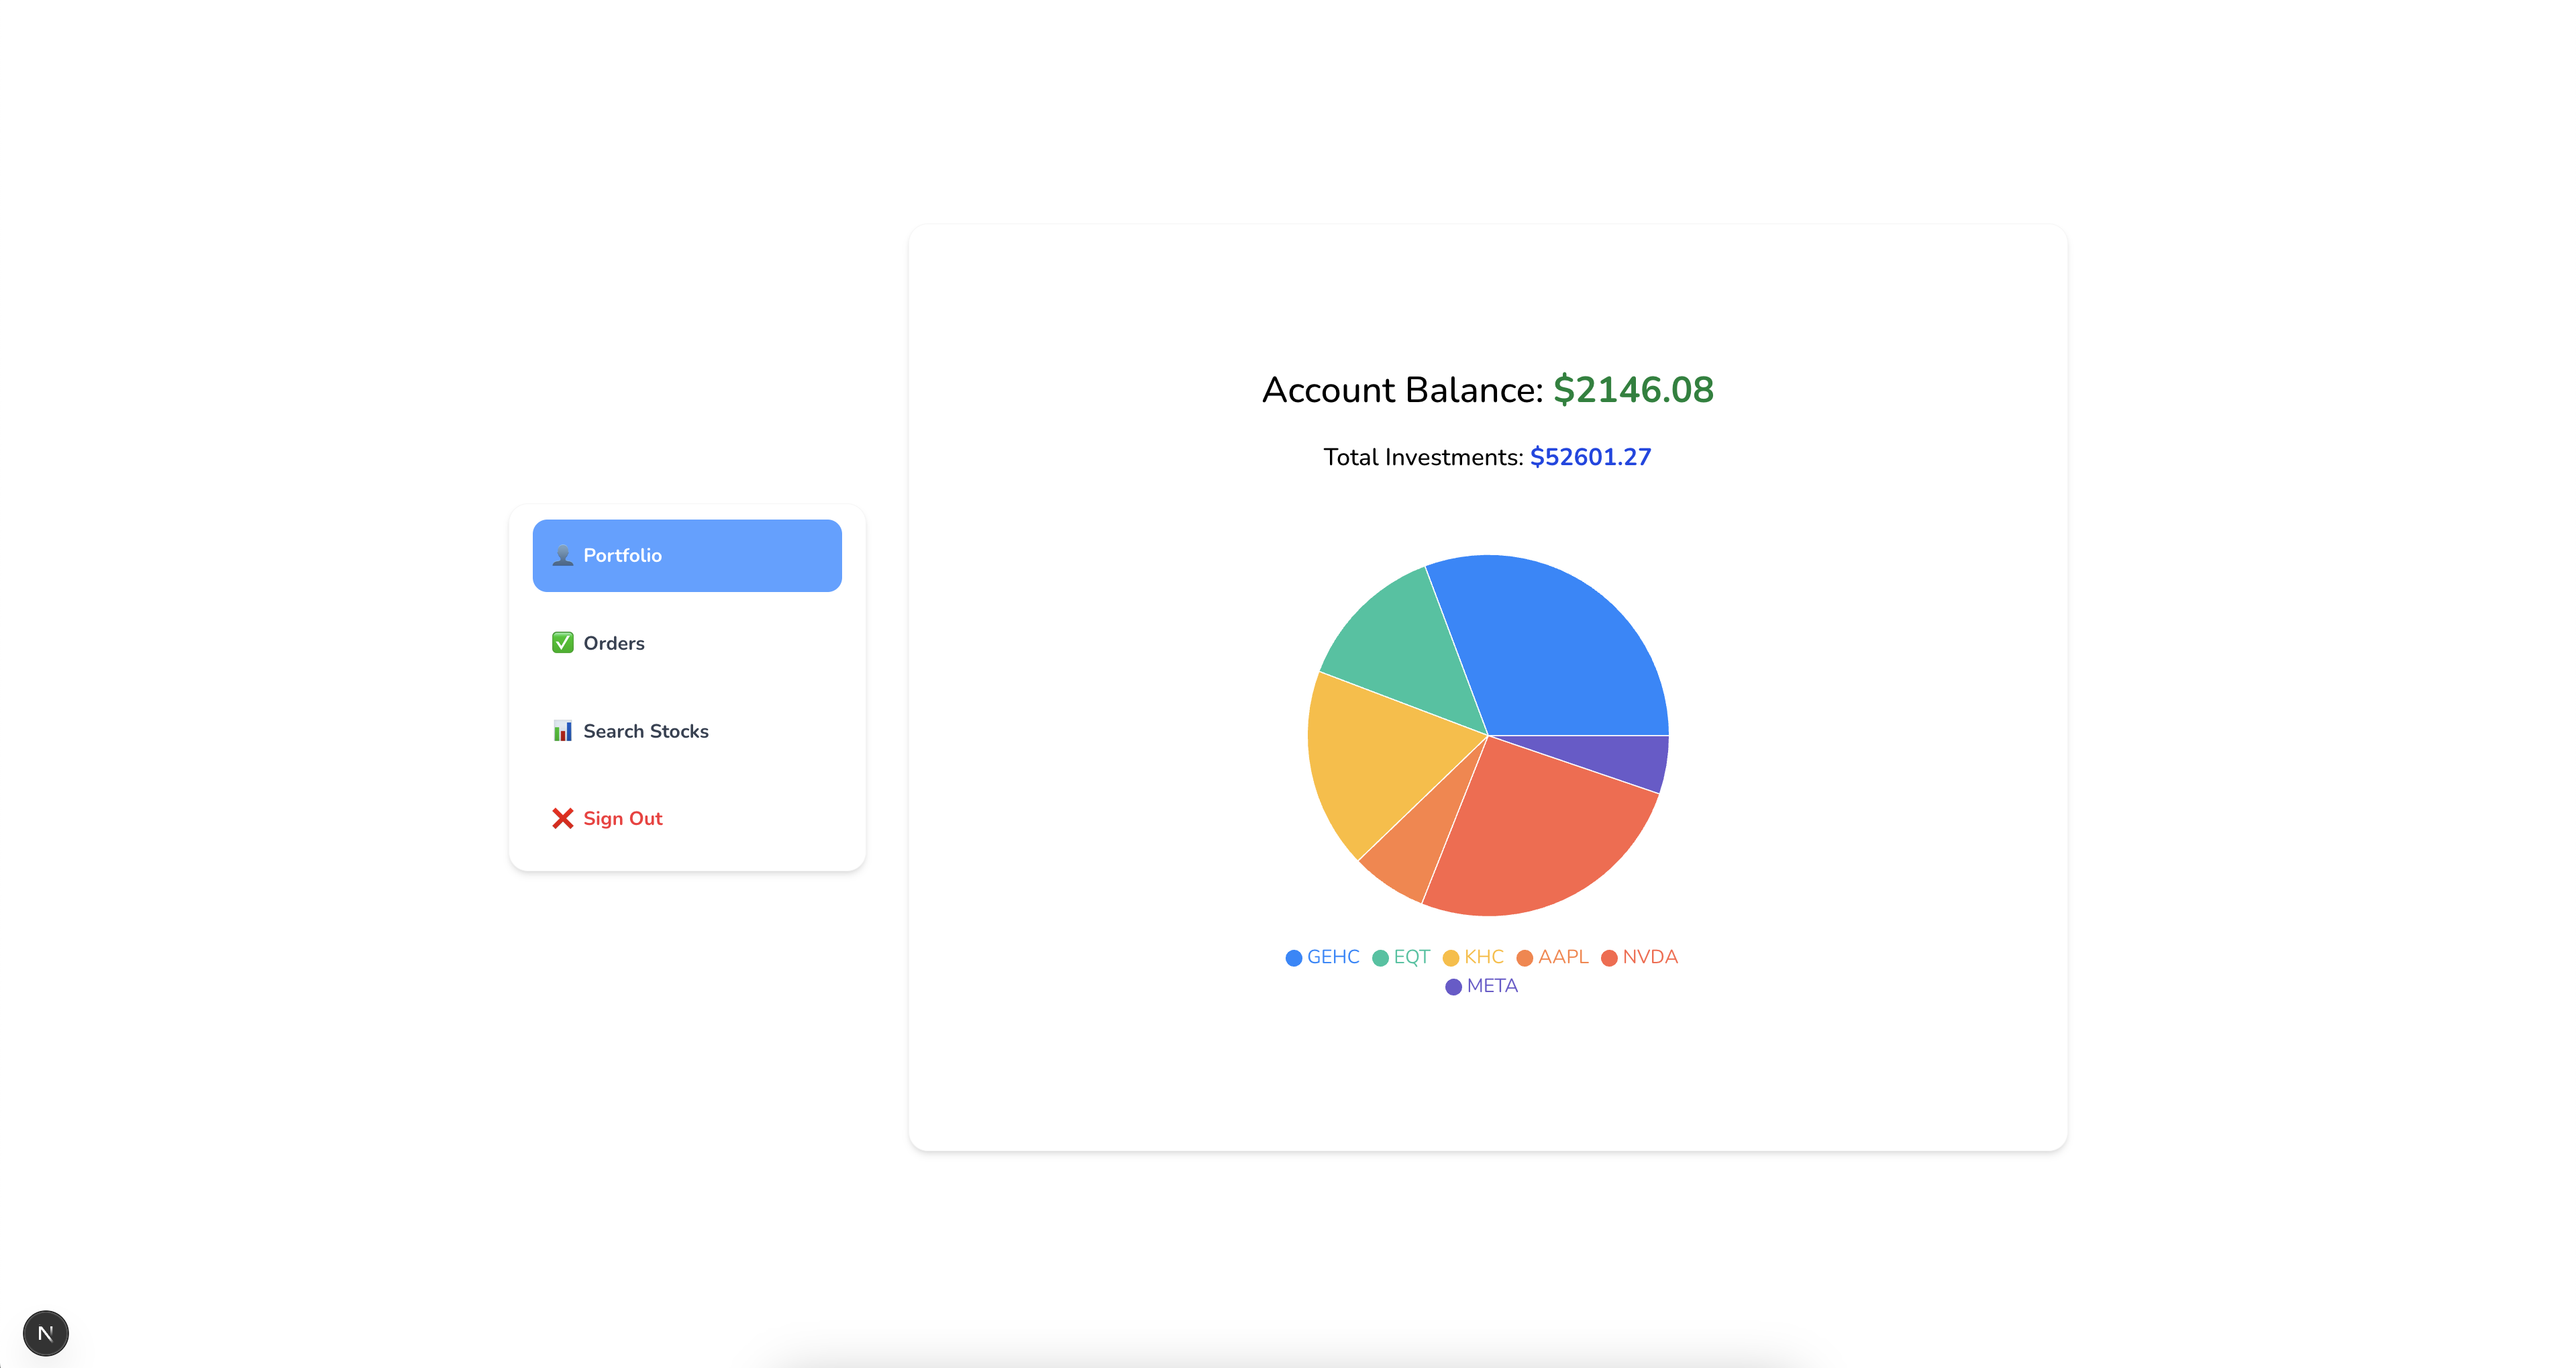 Portfolio
Orders
Search Stocks
Sign Out
Account Balance: $2146.08
Total Investments: $52601.27
GEHC EQT KHC AAPL NVDA
META
N